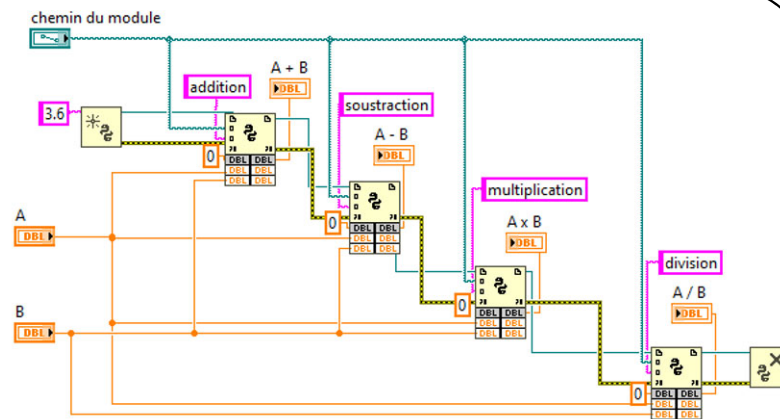 chemin du module
A + B
addition
3.6
soustraction
0
DBL DBL
DBL DBL
DBL DBL
A - B
DBL
DBL
multiplication
0
DBL DBL
DBL DBL
DBL DBL
A
DBL
A x B
DBL
division
0
DBL DBL
DBL DBL
DBL DBL
A / B
DBL
B
DBL
0
DBL DBL
DBL DBL
DBL DBL